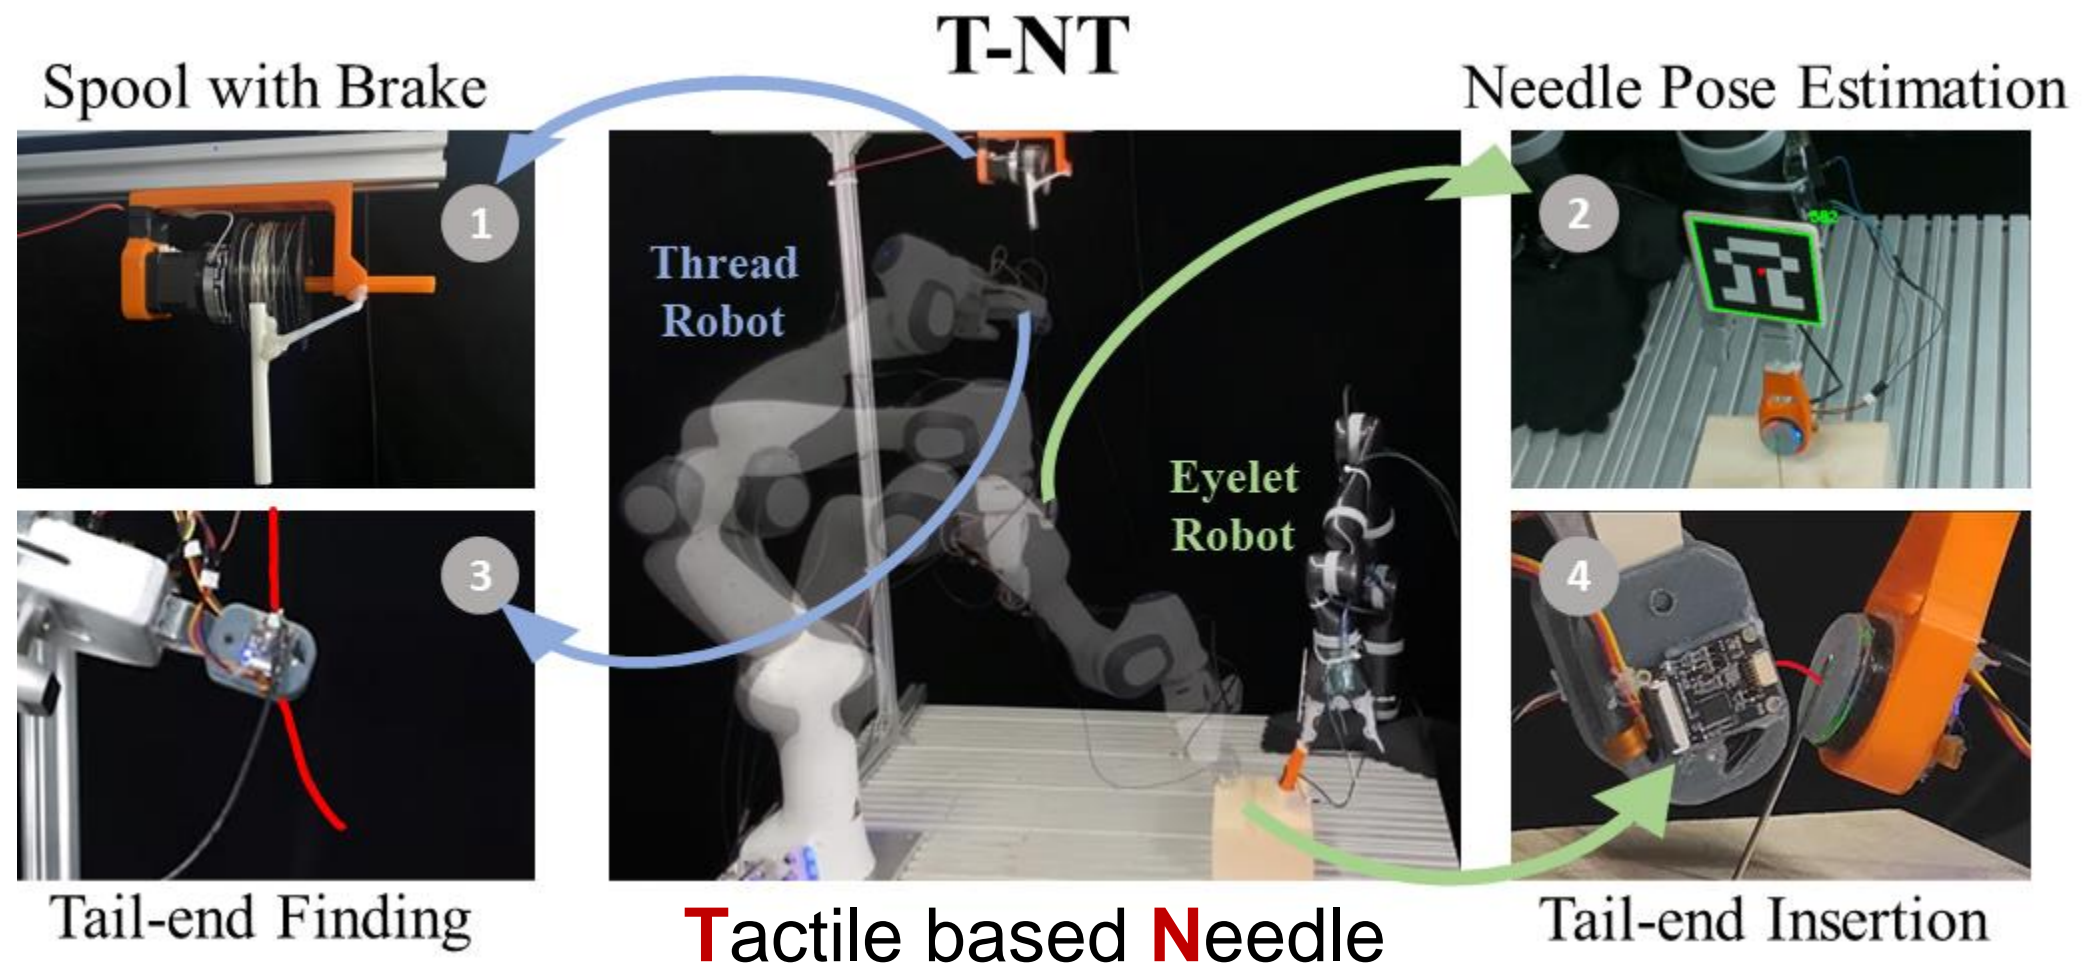 T-NT
Spool with Brake
Needle Pose Estimation
1
2
Thread
Robot
Eyelet
Robot
3
4
Tail-end Finding
Tactile based Needle
Tail-end Insertion